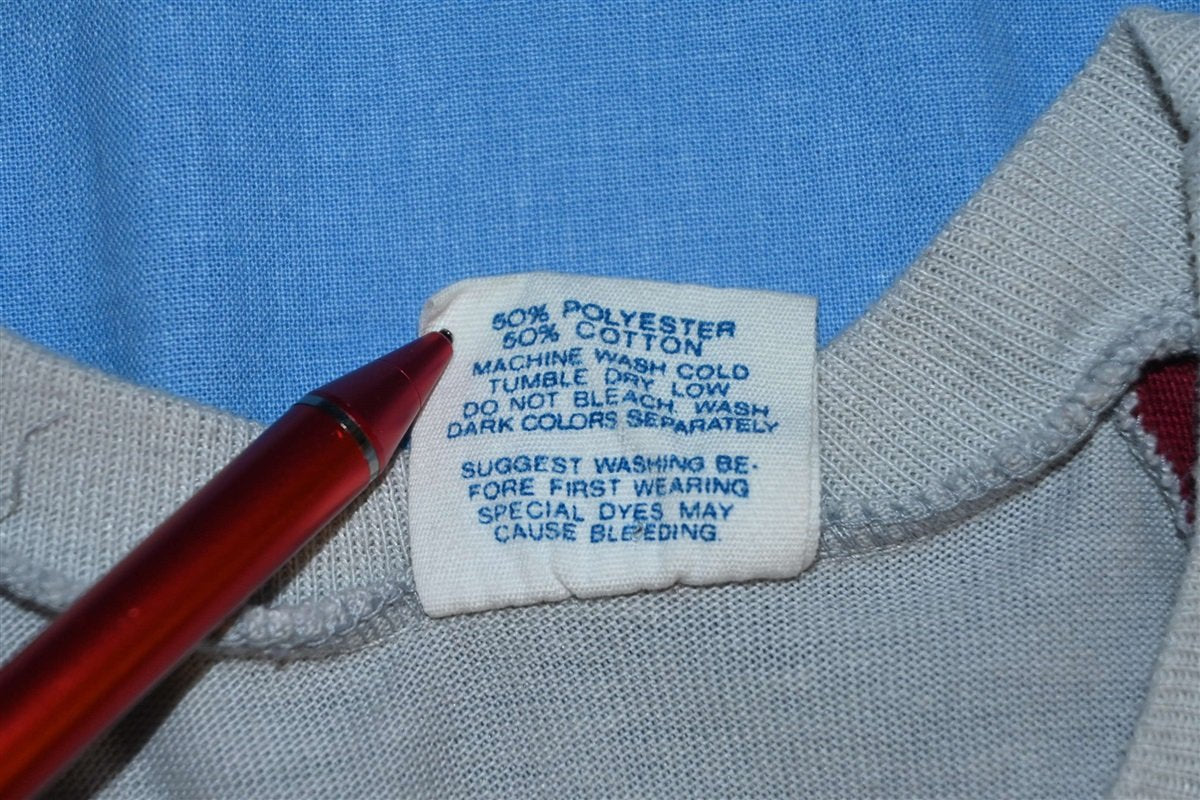 50% POLYESTER
50% COTTON
MACHINE WASH COLD
TUMBLE DRY LOW
DO NOT BLEACH, WASH
DARK COLORS SEPARATELY
SUGGEST WASHING BE-
FORE FIRST WEARING
SPECIAL DYES MAY
CAUSE BLEEDING.